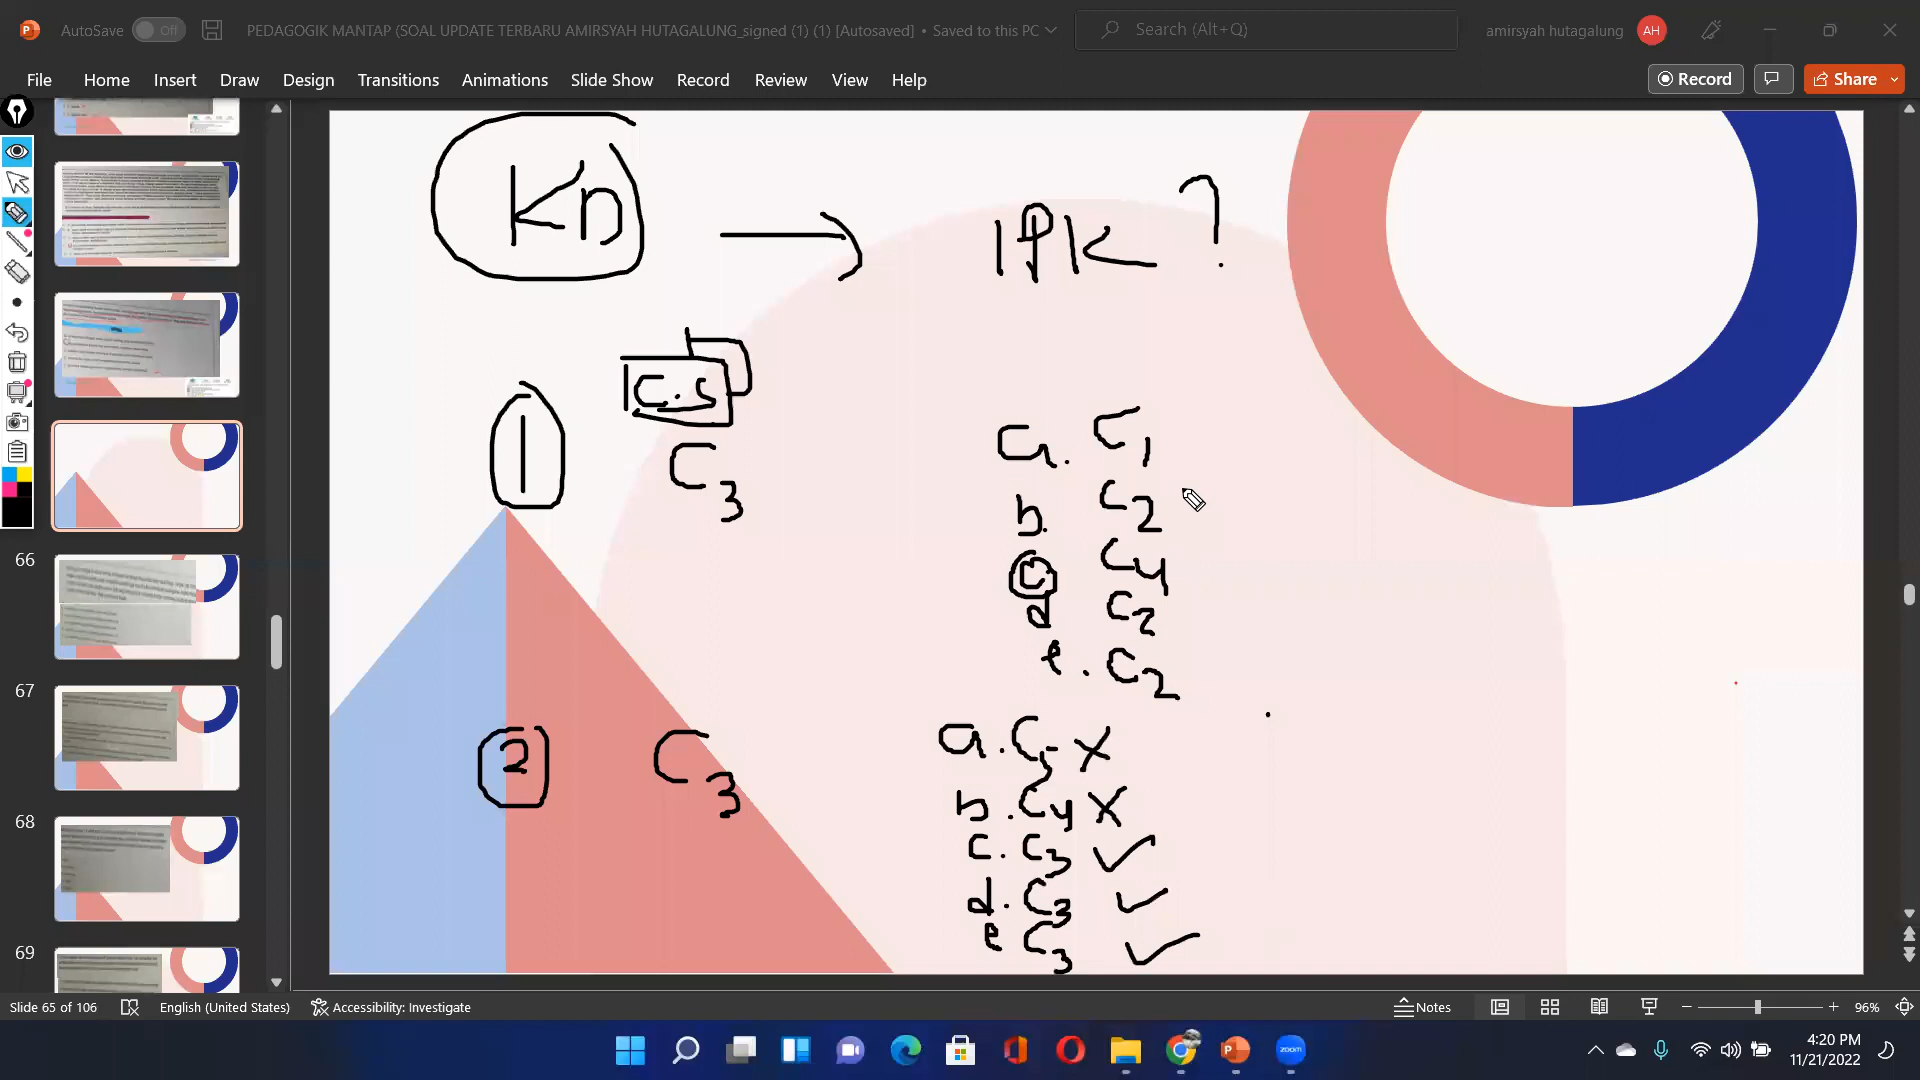 AutoSave Off PEDAGOGIK MANTAP (SOAL UPDATE TERBARU AMIRSYAH HUTAGALUNG_signed (1) (1) [Autosaved] • Saved to this PC Search (Alt+Q) amirsyah hutagalung AH
File Home Insert Draw Design Transitions Animations Slide Show Record Review View Help Record Share
KD → IPK ?
C.S
1 C3
a. C1
b. C2
c C4
d C2
e. C2
2 C3
a. C5 X
b. C4 X
c. C3 ✓
d. C3 ✓
e C3 ✓
66
67
68
69
Slide 65 of 106 English (United States) Accessibility: Investigate Notes 96%
zoom
4:20 PM
11/21/2022